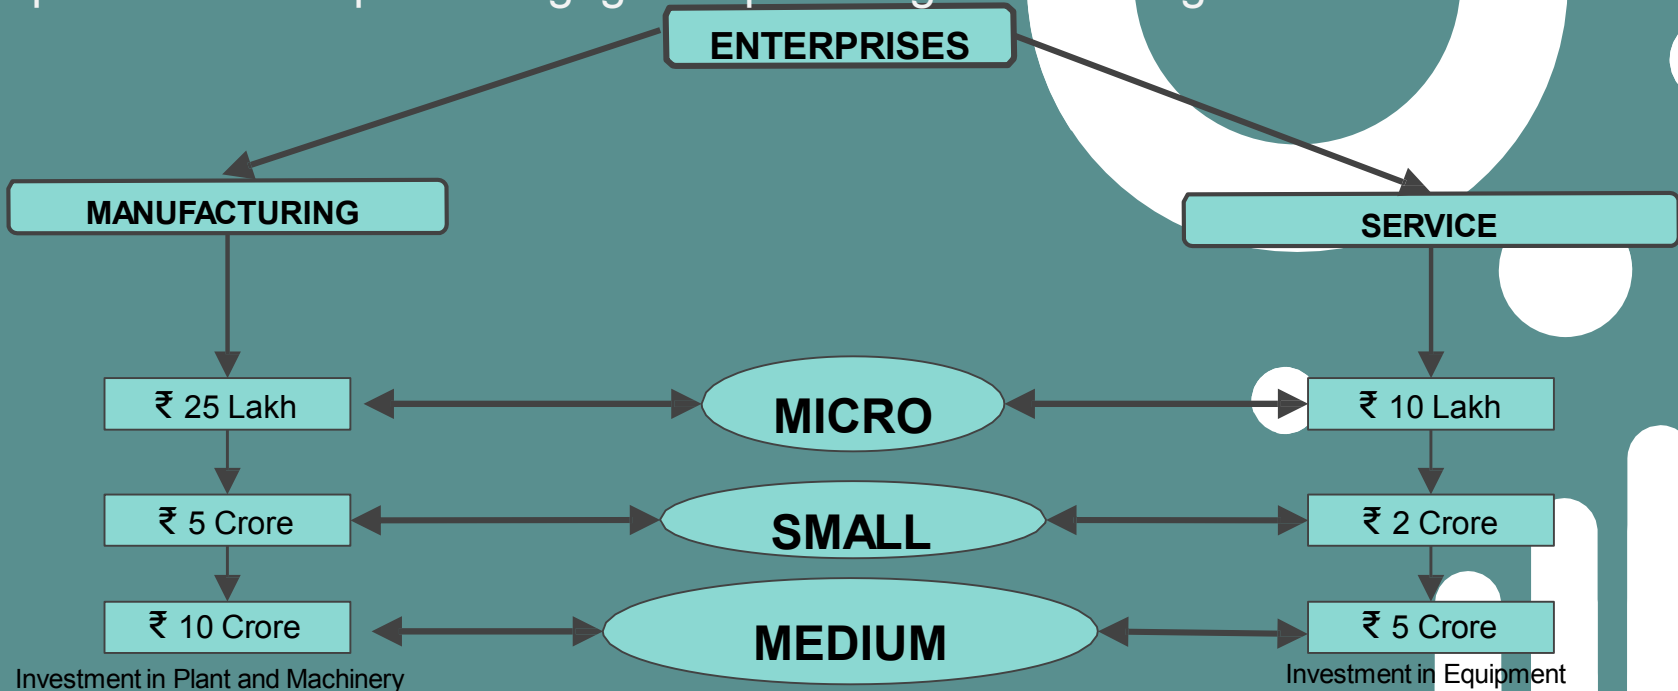 ENTERPRISES
MANUFACTURING
SERVICE
₹ 25 Lakh
MICRO
₹ 10 Lakh
₹ 5 Crore
SMALL
₹ 2 Crore
₹ 10 Crore
MEDIUM
₹ 5 Crore
Investment in Plant and Machinery
Investment in Equipment